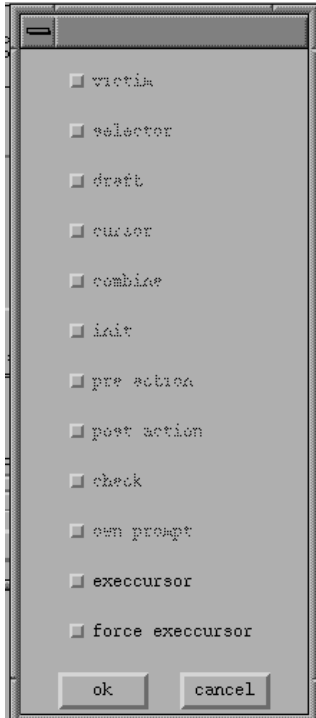 victim
selector
draft
cursor
combine
init
pre action
post action
check
own prompt
execcursor
force execcursor
ok
cancel